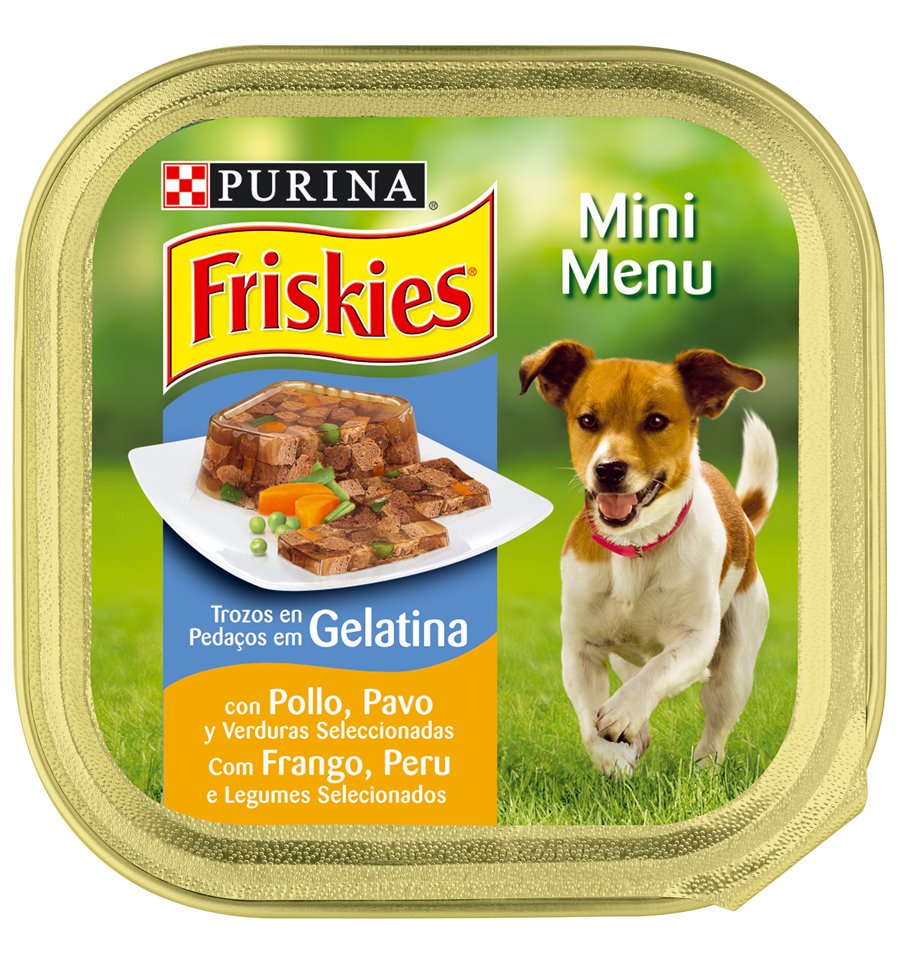 PURINA®
Friskies®
Mini
Menu
Trozos en
Pedaços em Gelatina
con Pollo, Pavo
y Verduras Seleccionadas
Com Frango, Peru
e Legumes Selecionados